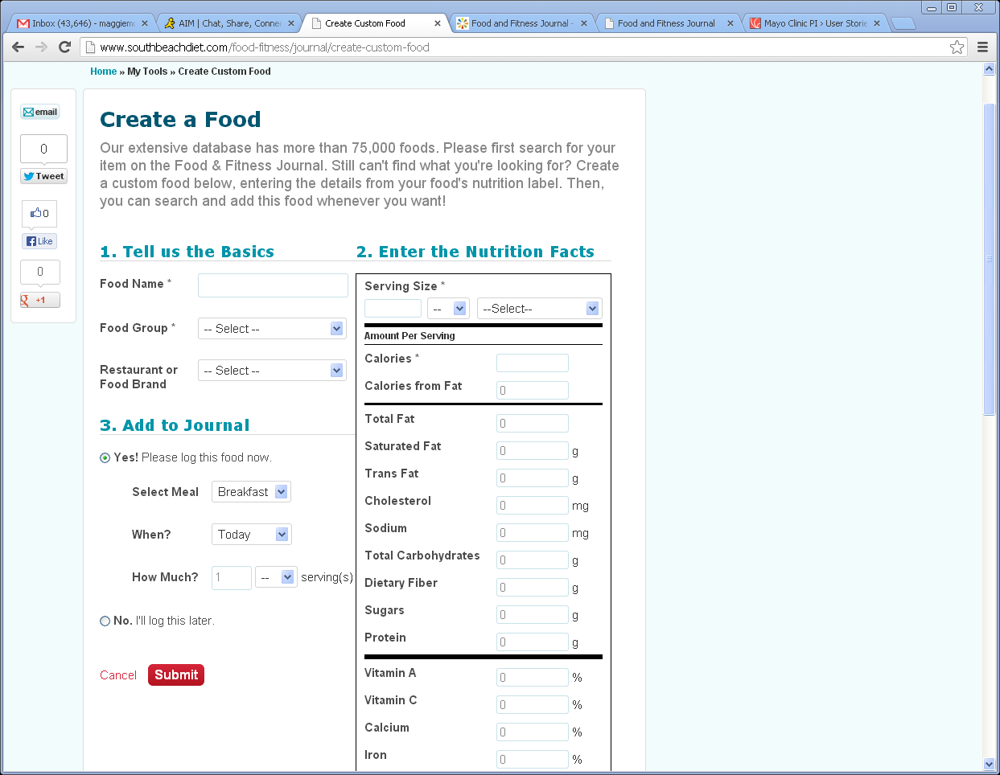 Inbox (43,646) - maggiem
AIM | Chat, Share, Conne
Create Custom Food
Food and Fitness Journal -
Food and Fitness Journal
Mayo Clinic PI › User Storie
www.southbeachdiet.com/food-fitness/journal/create-custom-food
Home » My Tools » Create Custom Food
email
0
Tweet
0
Like
0
+1
Create a Food
Our extensive database has more than 75,000 foods. Please first search for your
item on the Food & Fitness Journal. Still can't find what you're looking for? Create
a custom food below, entering the details from your food's nutrition label. Then,
you can search and add this food whenever you want!
1. Tell us the Basics
Food Name *
Food Group *
-- Select --
Restaurant or
Food Brand
-- Select --
3. Add to Journal
Yes! Please log this food now.
Select Meal
Breakfast
When?
Today
How Much?
1
--
serving(s)
No. I'll log this later.
Cancel
Submit
2. Enter the Nutrition Facts
Serving Size *
--
--Select--
Amount Per Serving
Calories *
Calories from Fat
0
Total Fat
0
Saturated Fat
0 g
Trans Fat
0 g
Cholesterol
0 mg
Sodium
0 mg
Total Carbohydrates
0 g
Dietary Fiber
0 g
Sugars
0 g
Protein
0 g
Vitamin A
0 %
Vitamin C
0 %
Calcium
0 %
Iron
0 %